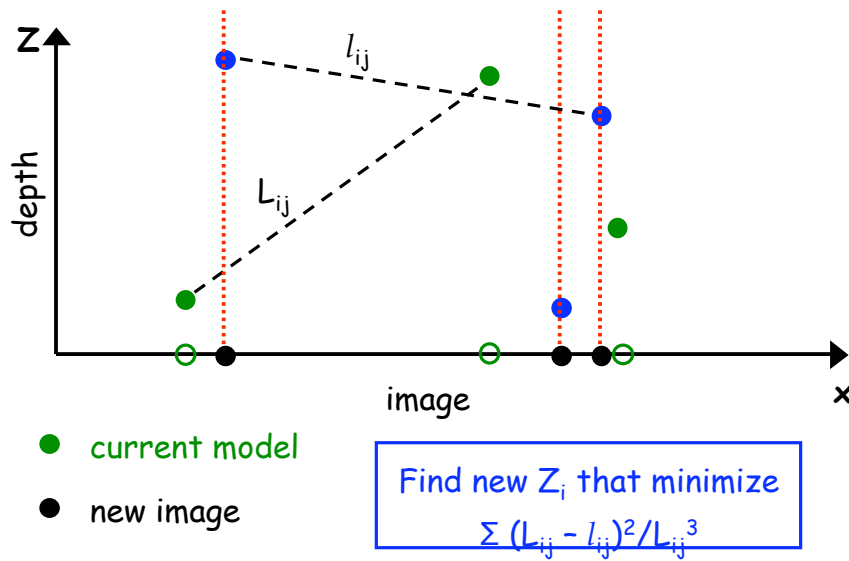 Z
l_ij
L_ij
depth
image
x
current model
new image
Find new Z_i that minimize
Σ (L_ij – l_ij)²/L_ij³